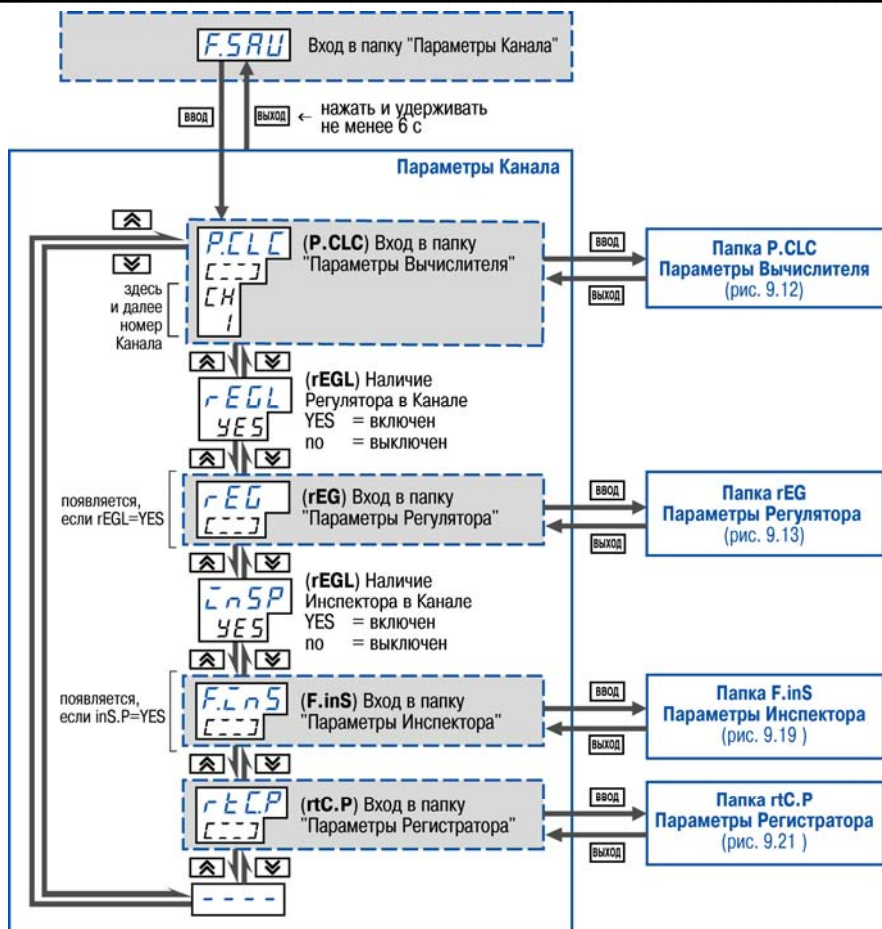 F.SAU
Вход в папку "Параметры Канала"
ВВОД
ВЫХОД
← нажать и удерживать
не менее 6 с
Параметры Канала
P.CLC
[---]
CH
1
(P.CLC) Вход в папку
"Параметры Вычислителя"
здесь
и далее
номер
Канала
ВВОД
ВЫХОД
Папка P.CLC
Параметры Вычислителя
(рис. 9.12)
rEGL
YES
(rEGL) Наличие
Регулятора в Канале
YES = включен
no = выключен
появляется,
если rEGL=YES
rEG
[---]
(rEG) Вход в папку
"Параметры Регулятора"
ВВОД
ВЫХОД
Папка rEG
Параметры Регулятора
(рис. 9.13)
inSP
YES
(rEGL) Наличие
Инспектора в Канале
YES = включен
no = выключен
появляется,
если inS.P=YES
F.inS
[---]
(F.inS) Вход в папку
"Параметры Инспектора"
ВВОД
ВЫХОД
Папка F.inS
Параметры Инспектора
(рис. 9.19 )
rtC.P
[---]
(rtC.P) Вход в папку
"Параметры Регистратора"
ВВОД
ВЫХОД
Папка rtC.P
Параметры Регистратора
(рис. 9.21 )
- - - -